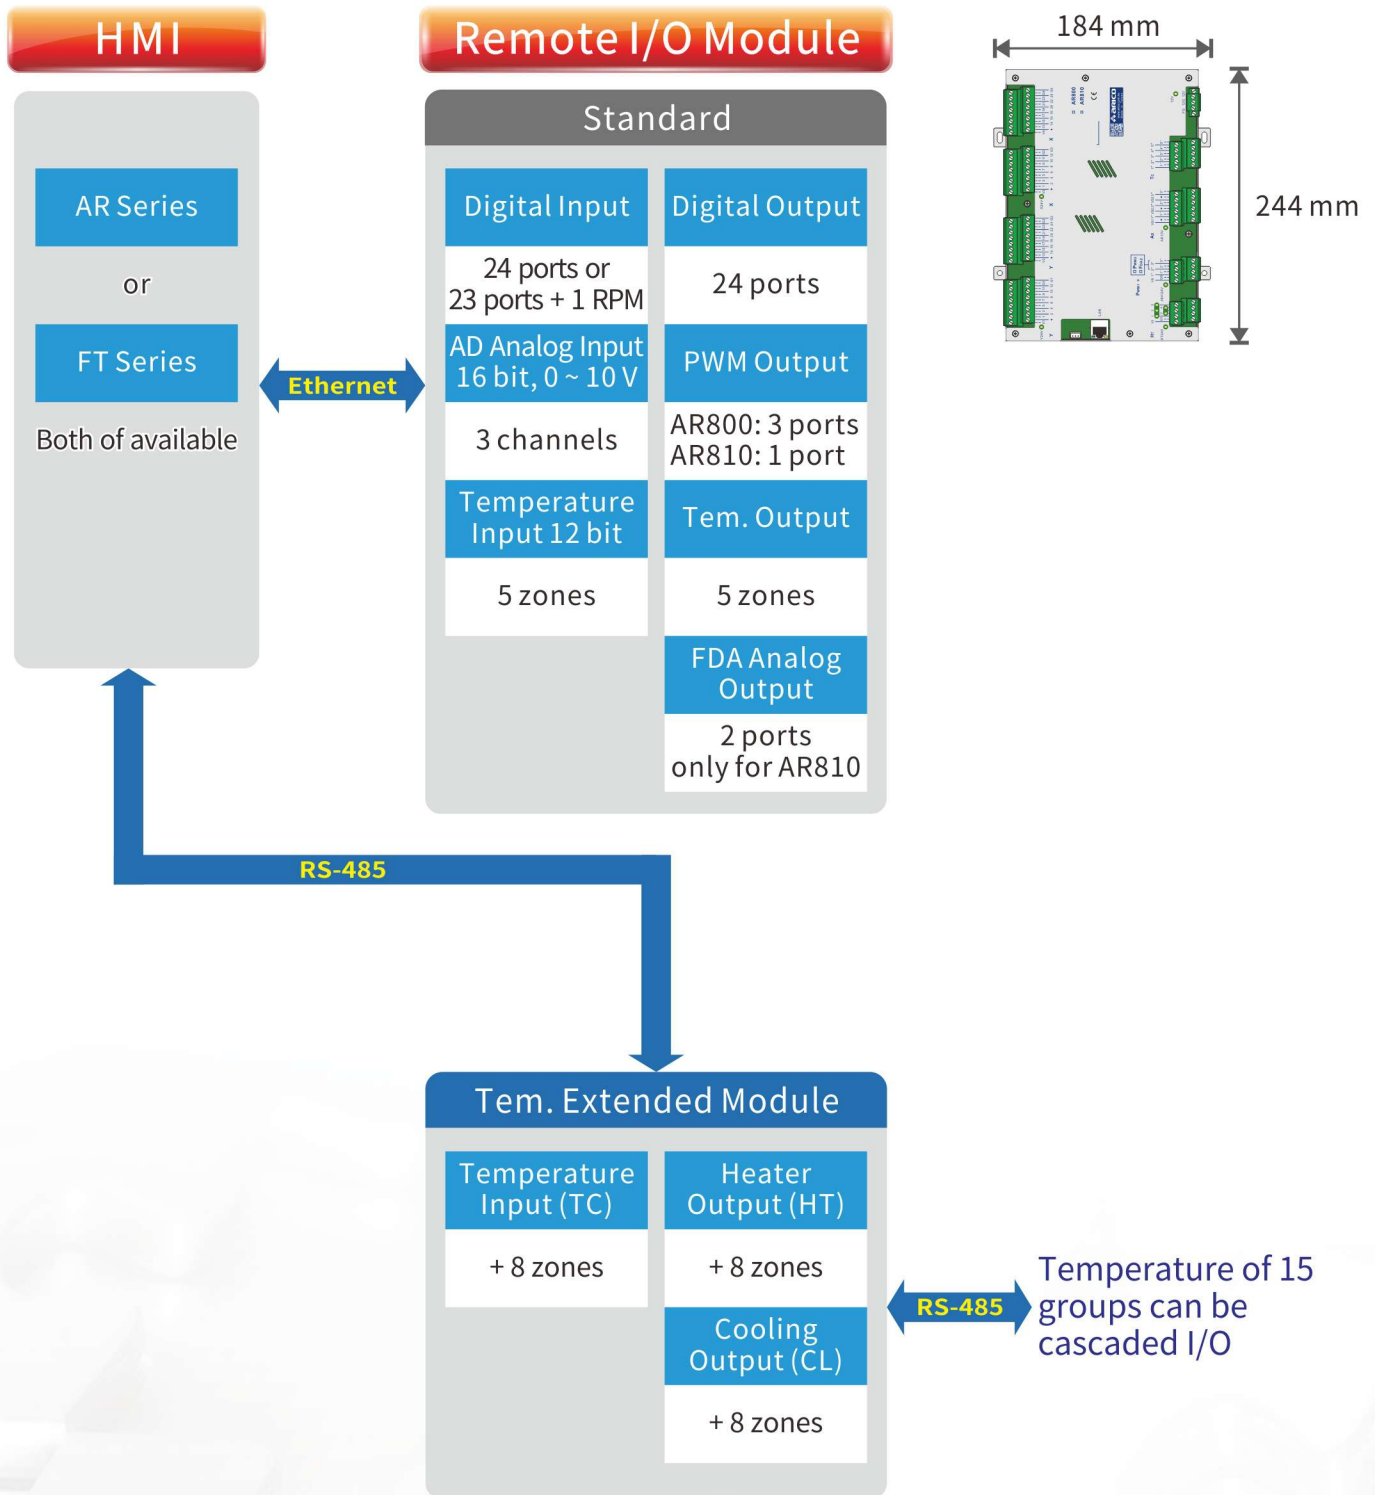 HMI
AR Series
or
FT Series
Both of available
Ethernet
Remote I/O Module
Standard
Digital Input
24 ports or
23 ports + 1 RPM
AD Analog Input
16 bit, 0 ~ 10 V
3 channels
Temperature
Input 12 bit
5 zones
Digital Output
24 ports
PWM Output
AR800: 3 ports
AR810: 1 port
Tem. Output
5 zones
FDA Analog
Output
2 ports
only for AR810
184 mm
244 mm
AR800
AR810
RS-485
Tem. Extended Module
Temperature
Input (TC)
+ 8 zones
Heater
Output (HT)
+ 8 zones
Cooling
Output (CL)
+ 8 zones
RS-485
Temperature of 15
groups can be
cascaded I/O